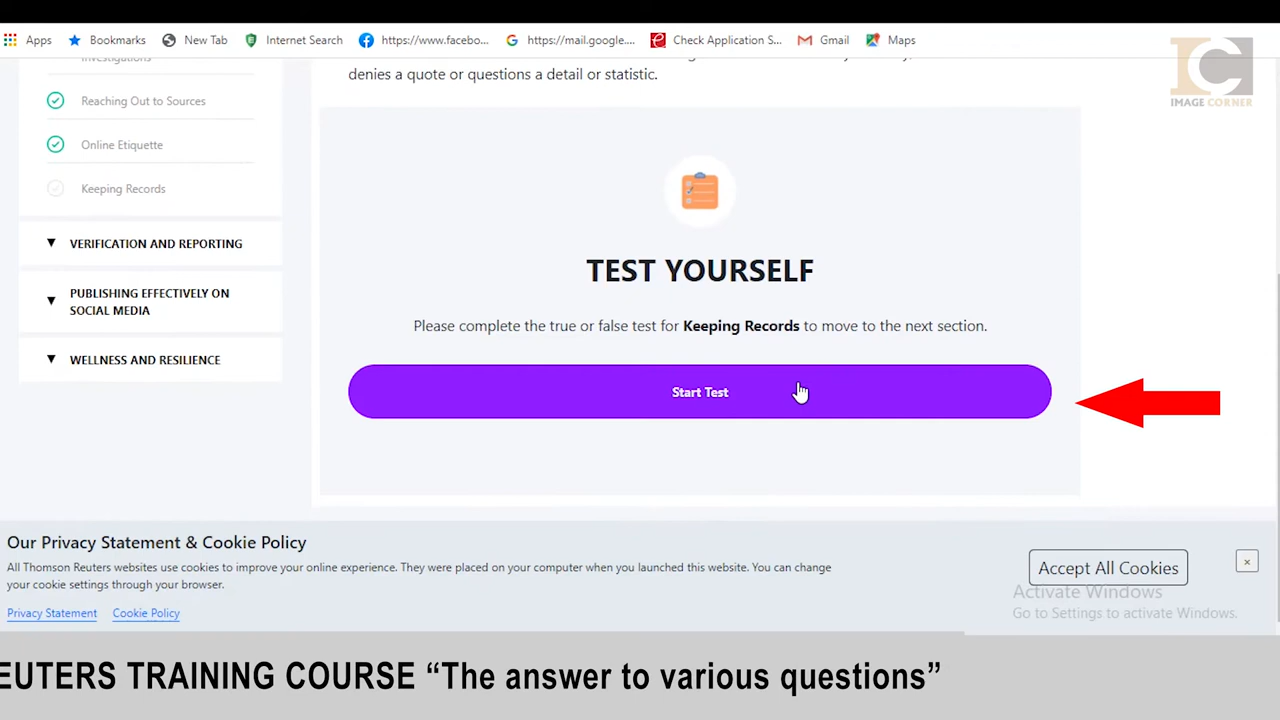 Apps Bookmarks New Tab Internet Search https://www.facebo... https://mail.google.... Check Application S... Gmail Maps
IC
IMAGE CORNER
Investigations
denies a quote or questions a detail or statistic.
Reaching Out to Sources
Online Etiquette
Keeping Records
▼ VERIFICATION AND REPORTING
▼ PUBLISHING EFFECTIVELY ON
SOCIAL MEDIA
▼ WELLNESS AND RESILIENCE
TEST YOURSELF
Please complete the true or false test for Keeping Records to move to the next section.
Start Test
Our Privacy Statement & Cookie Policy
All Thomson Reuters websites use cookies to improve your online experience. They were placed on your computer when you launched this website. You can change
your cookie settings through your browser.
Privacy Statement Cookie Policy
Accept All Cookies
×
Activate Windows
Go to Settings to activate Windows.
EUTERS TRAINING COURSE “The answer to various questions”